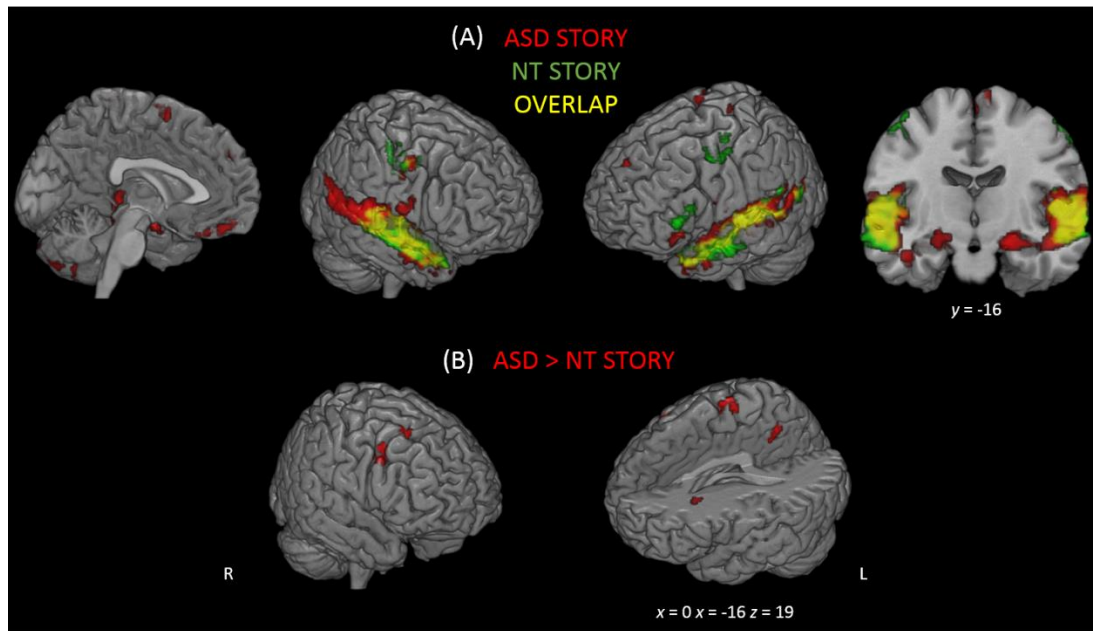 (A) ASD STORY
NT STORY
OVERLAP
y = -16
(B) ASD > NT STORY
R
L
x = 0 x = -16 z = 19